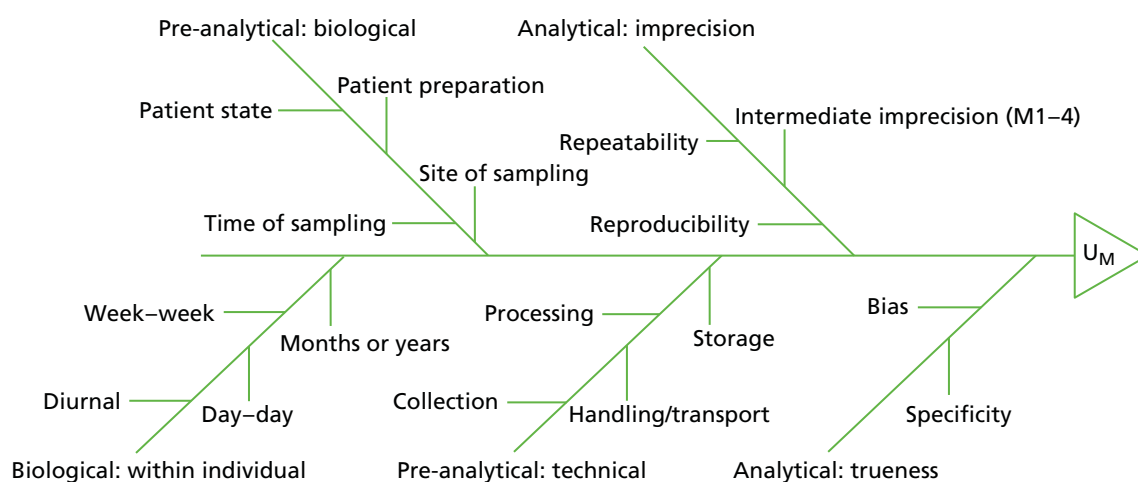 Pre-analytical: biological
Analytical: imprecision
Patient preparation
Patient state
Intermediate imprecision (M1–4)
Repeatability
Site of sampling
Time of sampling
Reproducibility
U_M
Week–week
Processing
Bias
Months or years
Storage
Diurnal
Day–day
Collection
Handling/transport
Specificity
Biological: within individual
Pre-analytical: technical
Analytical: trueness